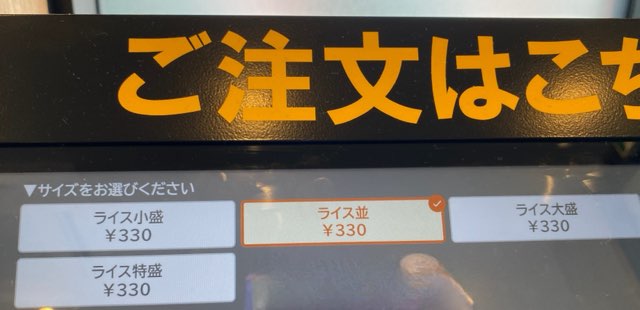 ご注文はこち
▼サイズをお選びください
ライス小盛
¥330
ライス並
¥330
ライス大盛
¥330
ライス特盛
¥330